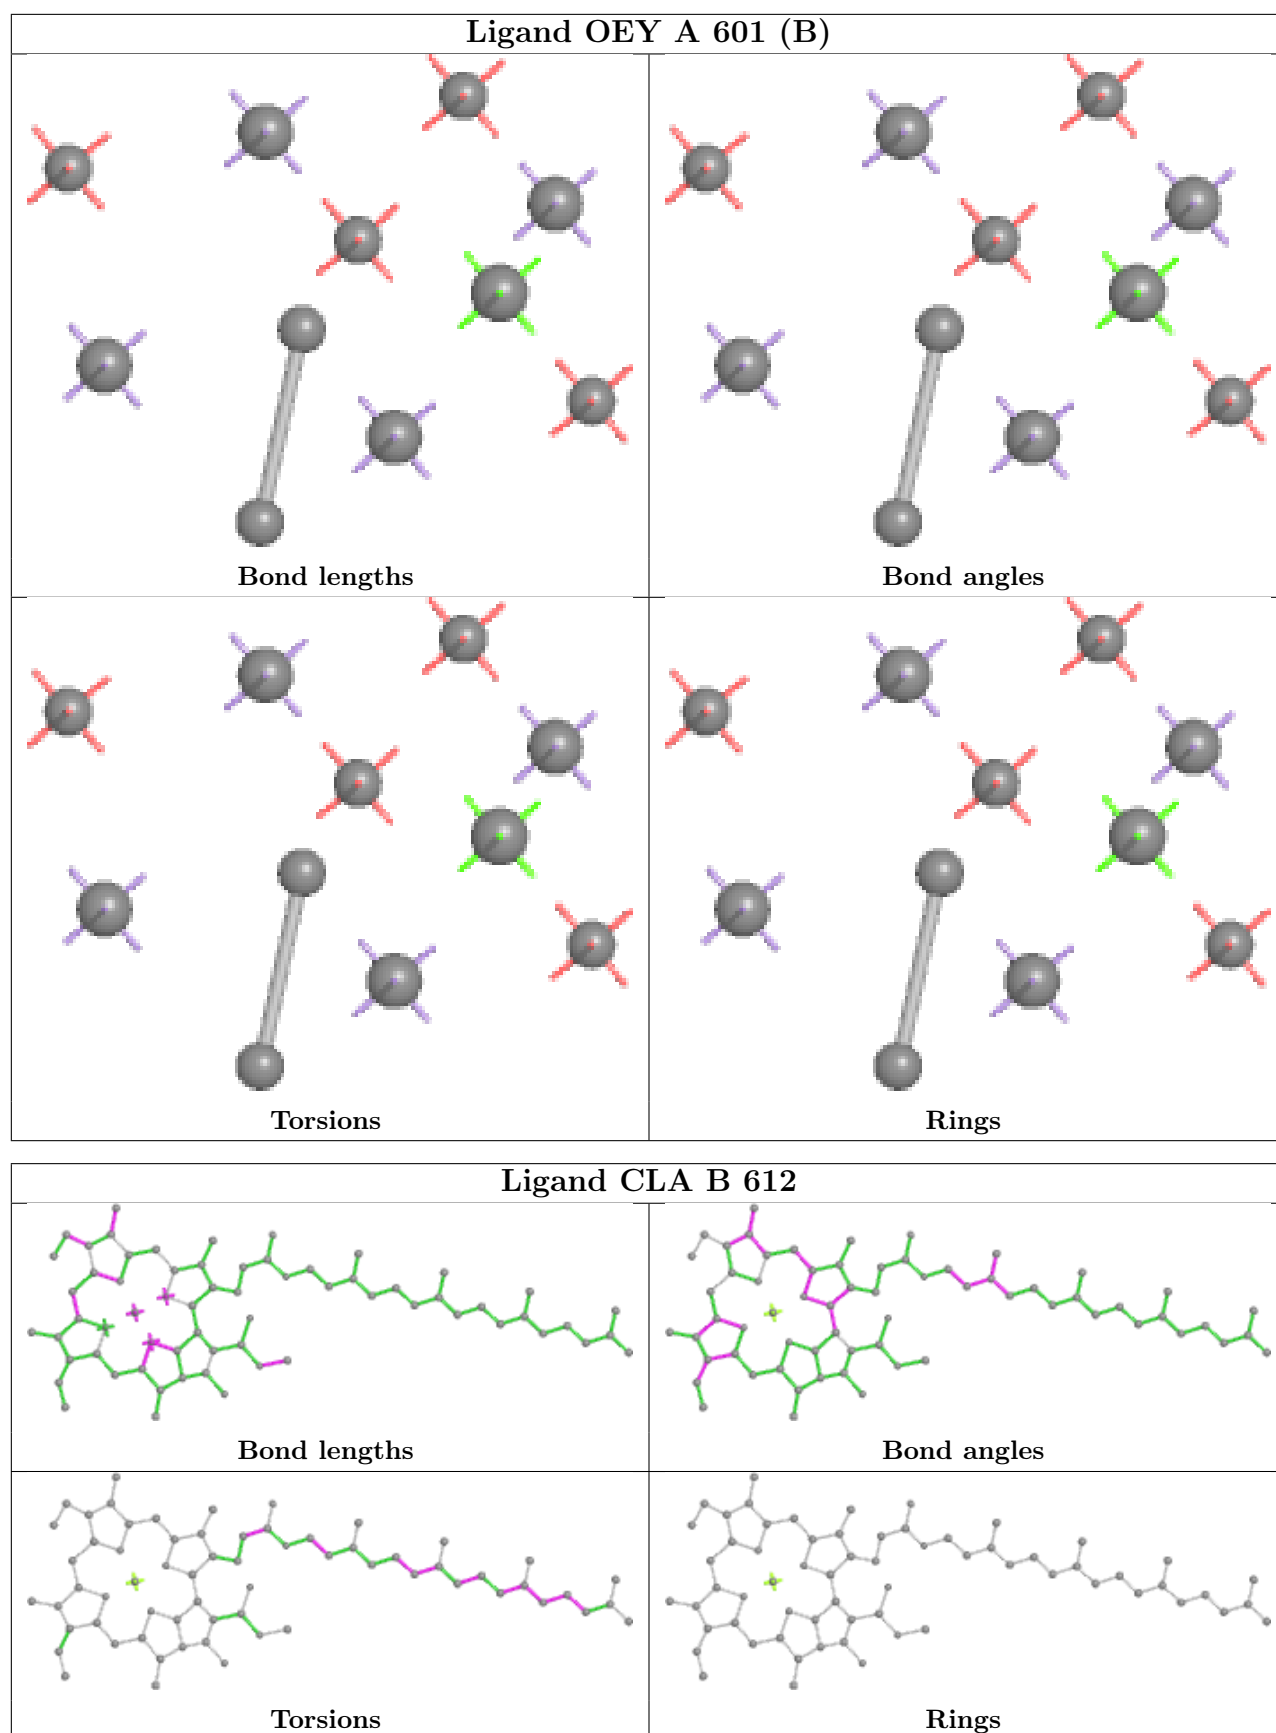 Ligand OEY A 601 (B)
Bond lengths
Bond angles
Torsions
Rings
Ligand CLA B 612
Bond lengths
Bond angles
Torsions
Rings